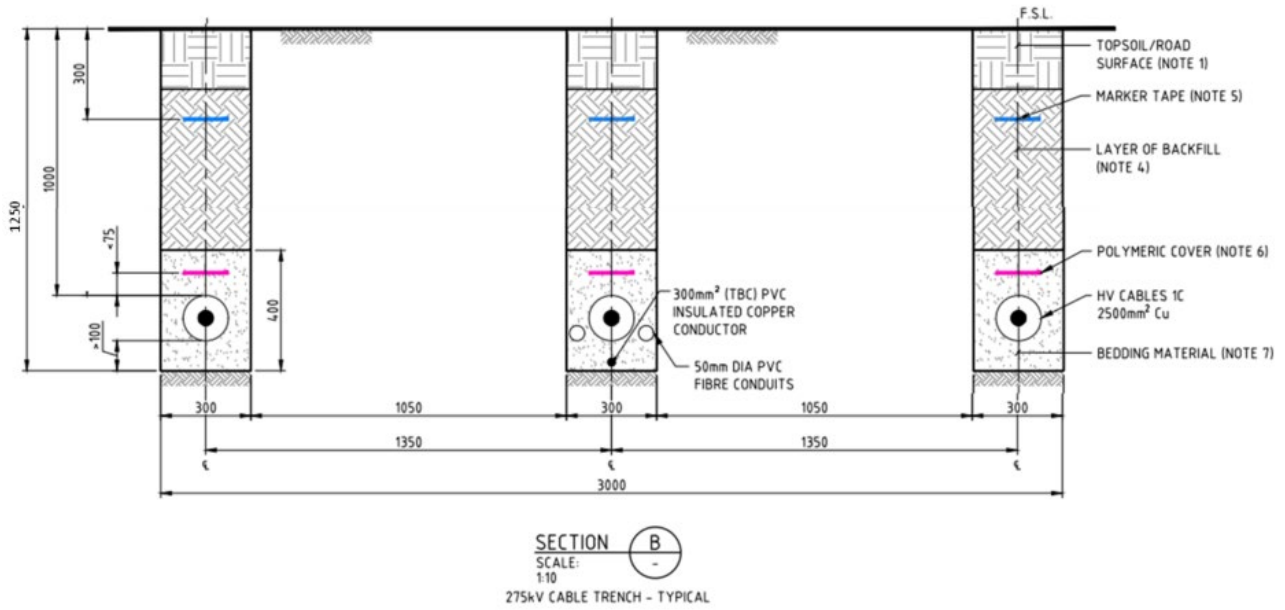 F.S.L.
TOPSOIL/ROAD
SURFACE (NOTE 1)
MARKER TAPE (NOTE 5)
LAYER OF BACKFILL
(NOTE 4)
POLYMERIC COVER (NOTE 6)
HV CABLES 1C
2500mm² Cu
BEDDING MATERIAL (NOTE 7)
300
1000
1250
<75
>100
400
300mm² (TBC) PVC
INSULATED COPPER
CONDUCTOR
50mm DIA PVC
FIBRE CONDUITS
300 1050 300 1050 300
1350 1350
℄ ℄ ℄
3000
SECTION B
SCALE: -
1:10
275kV CABLE TRENCH - TYPICAL